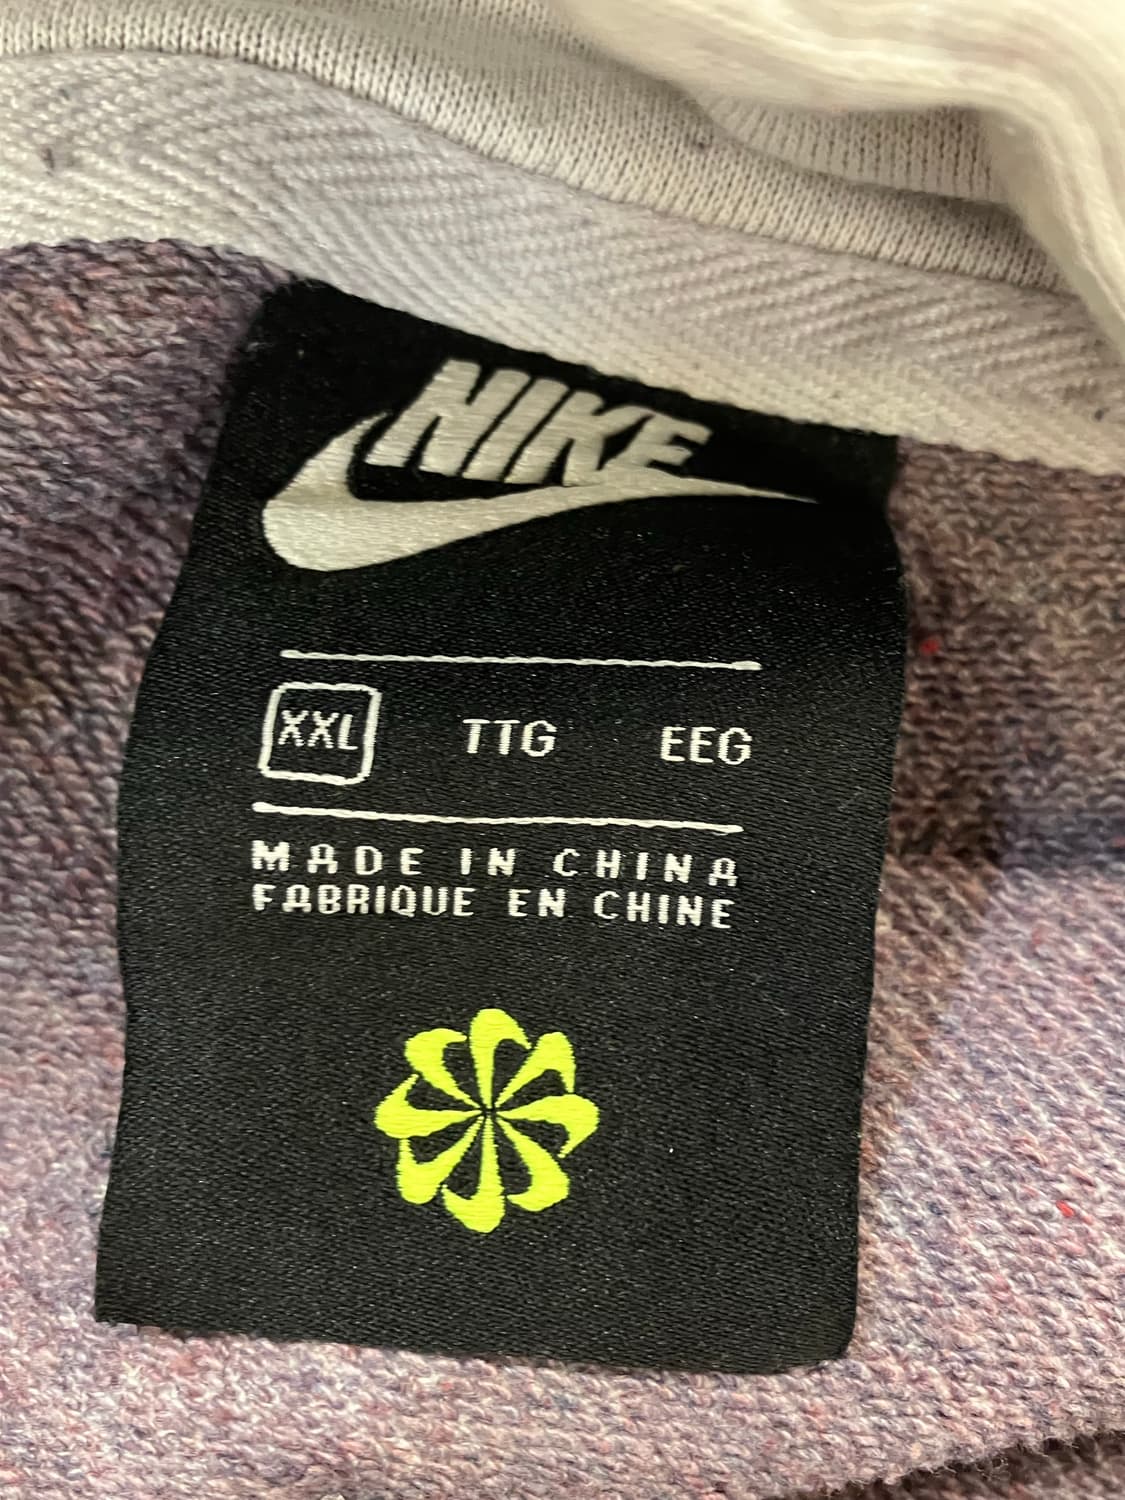 NIKE
XXL TTG EEG
MADE IN CHINA
FABRIQUE EN CHINE